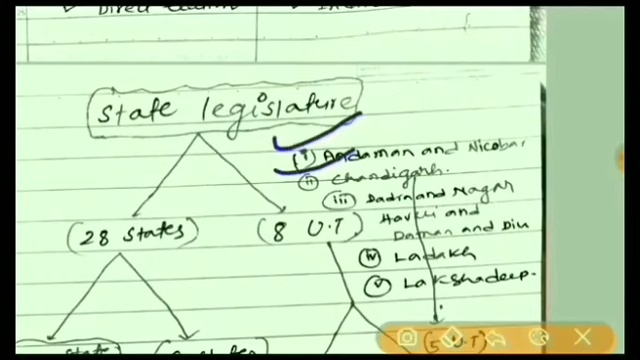 State legislature
(i) Andaman and Nicobar
(ii) Chandigarh.
(iii) Dadra and Nagar
Haveli and
Daman and Diu
(28 States)
(8 U.T)
(iv) Ladakh
(v) Lakshadeep.
(5 U.T)